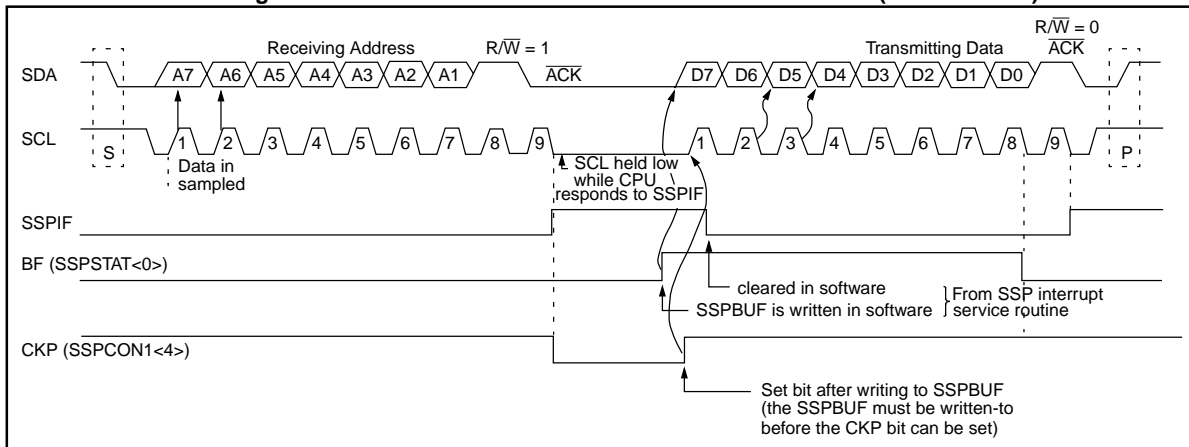 R/W̅ = 0
Receiving Address R/W̅ = 1 Transmitting Data A̅C̅K̅
SDA A7 A6 A5 A4 A3 A2 A1 A̅C̅K̅ D7 D6 D5 D4 D3 D2 D1 D0
SCL S 1 2 3 4 5 6 7 8 9 1 2 3 4 5 6 7 8 9 P
Data in
sampled
SCL held low
while CPU
responds to SSPIF
SSPIF
BF (SSPSTAT<0>)
cleared in software
SSPBUF is written in software
From SSP interrupt
service routine
CKP (SSPCON1<4>)
Set bit after writing to SSPBUF
(the SSPBUF must be written-to
before the CKP bit can be set)